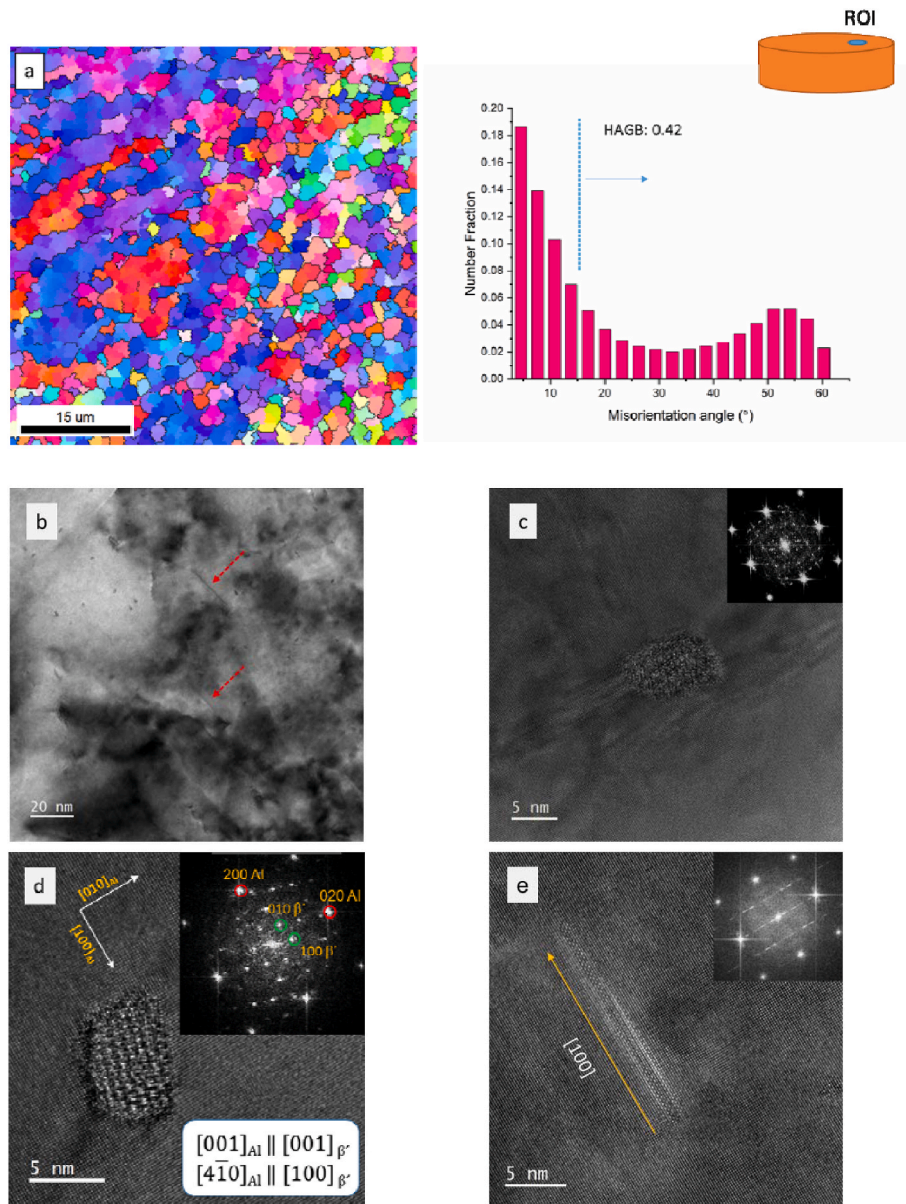 ROI
a
15 um
0.20
0.18
0.16
0.14
0.12
0.10
0.08
0.06
0.04
0.02
0.00
Number Fraction
HAGB: 0.42
10 20 30 40 50 60
Misorientation angle (°)
b
20 nm
c
5 nm
d
[010]Al
[100]Al
200 Al
020 Al
010 β′
100 β′
5 nm
[001]Al ∥ [001] β′
[41̅0]Al ∥ [100] β′
e
[100]
5 nm